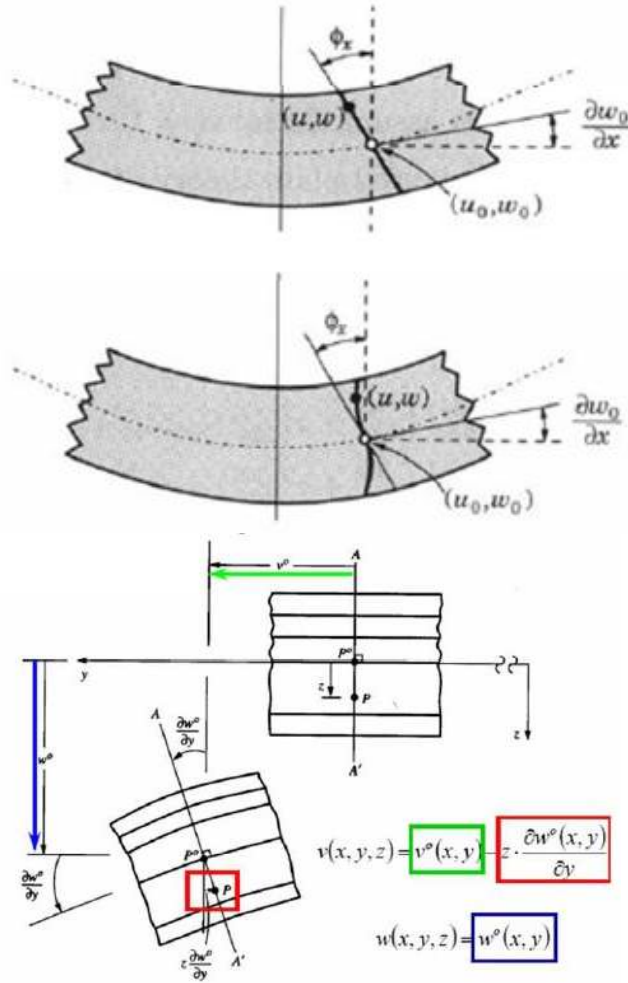 ϕₓ
(u,w)
∂w₀/∂x
(u₀,w₀)
ϕₓ
(u,w)
∂w₀/∂x
(u₀,w₀)
A
v°
P°
y
z
P
z
A'
w°
A
∂w°/∂y
P°
∂w°/∂y
P
z ∂w°/∂y
A'
v(x, y, z) = v°(x, y) - z · ∂w°(x, y)/∂y
w(x, y, z) = w°(x, y)